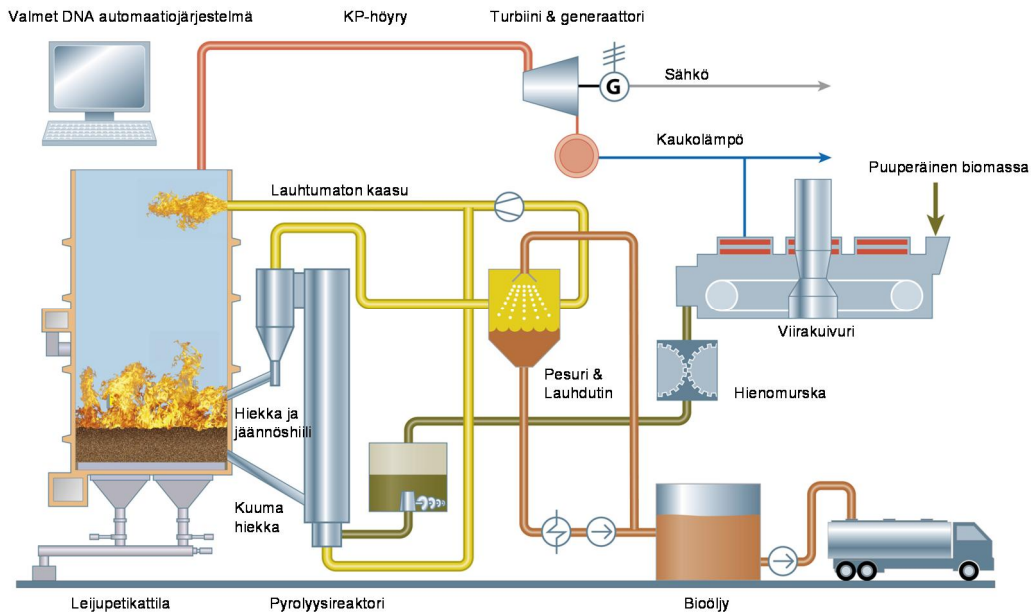 Valmet DNA automaatiojärjestelmä
KP-höyry
Turbiini & generaattori
G
Sähkö
Kaukolämpö
Puuperäinen biomassa
Lauhtumaton kaasu
Viirakuivuri
Pesuri &
Lauhdutin
Hienomurska
Hiekka ja
jäännöshiili
Kuuma
hiekka
Leijupetikattila
Pyrolyysireaktori
Bioöljy